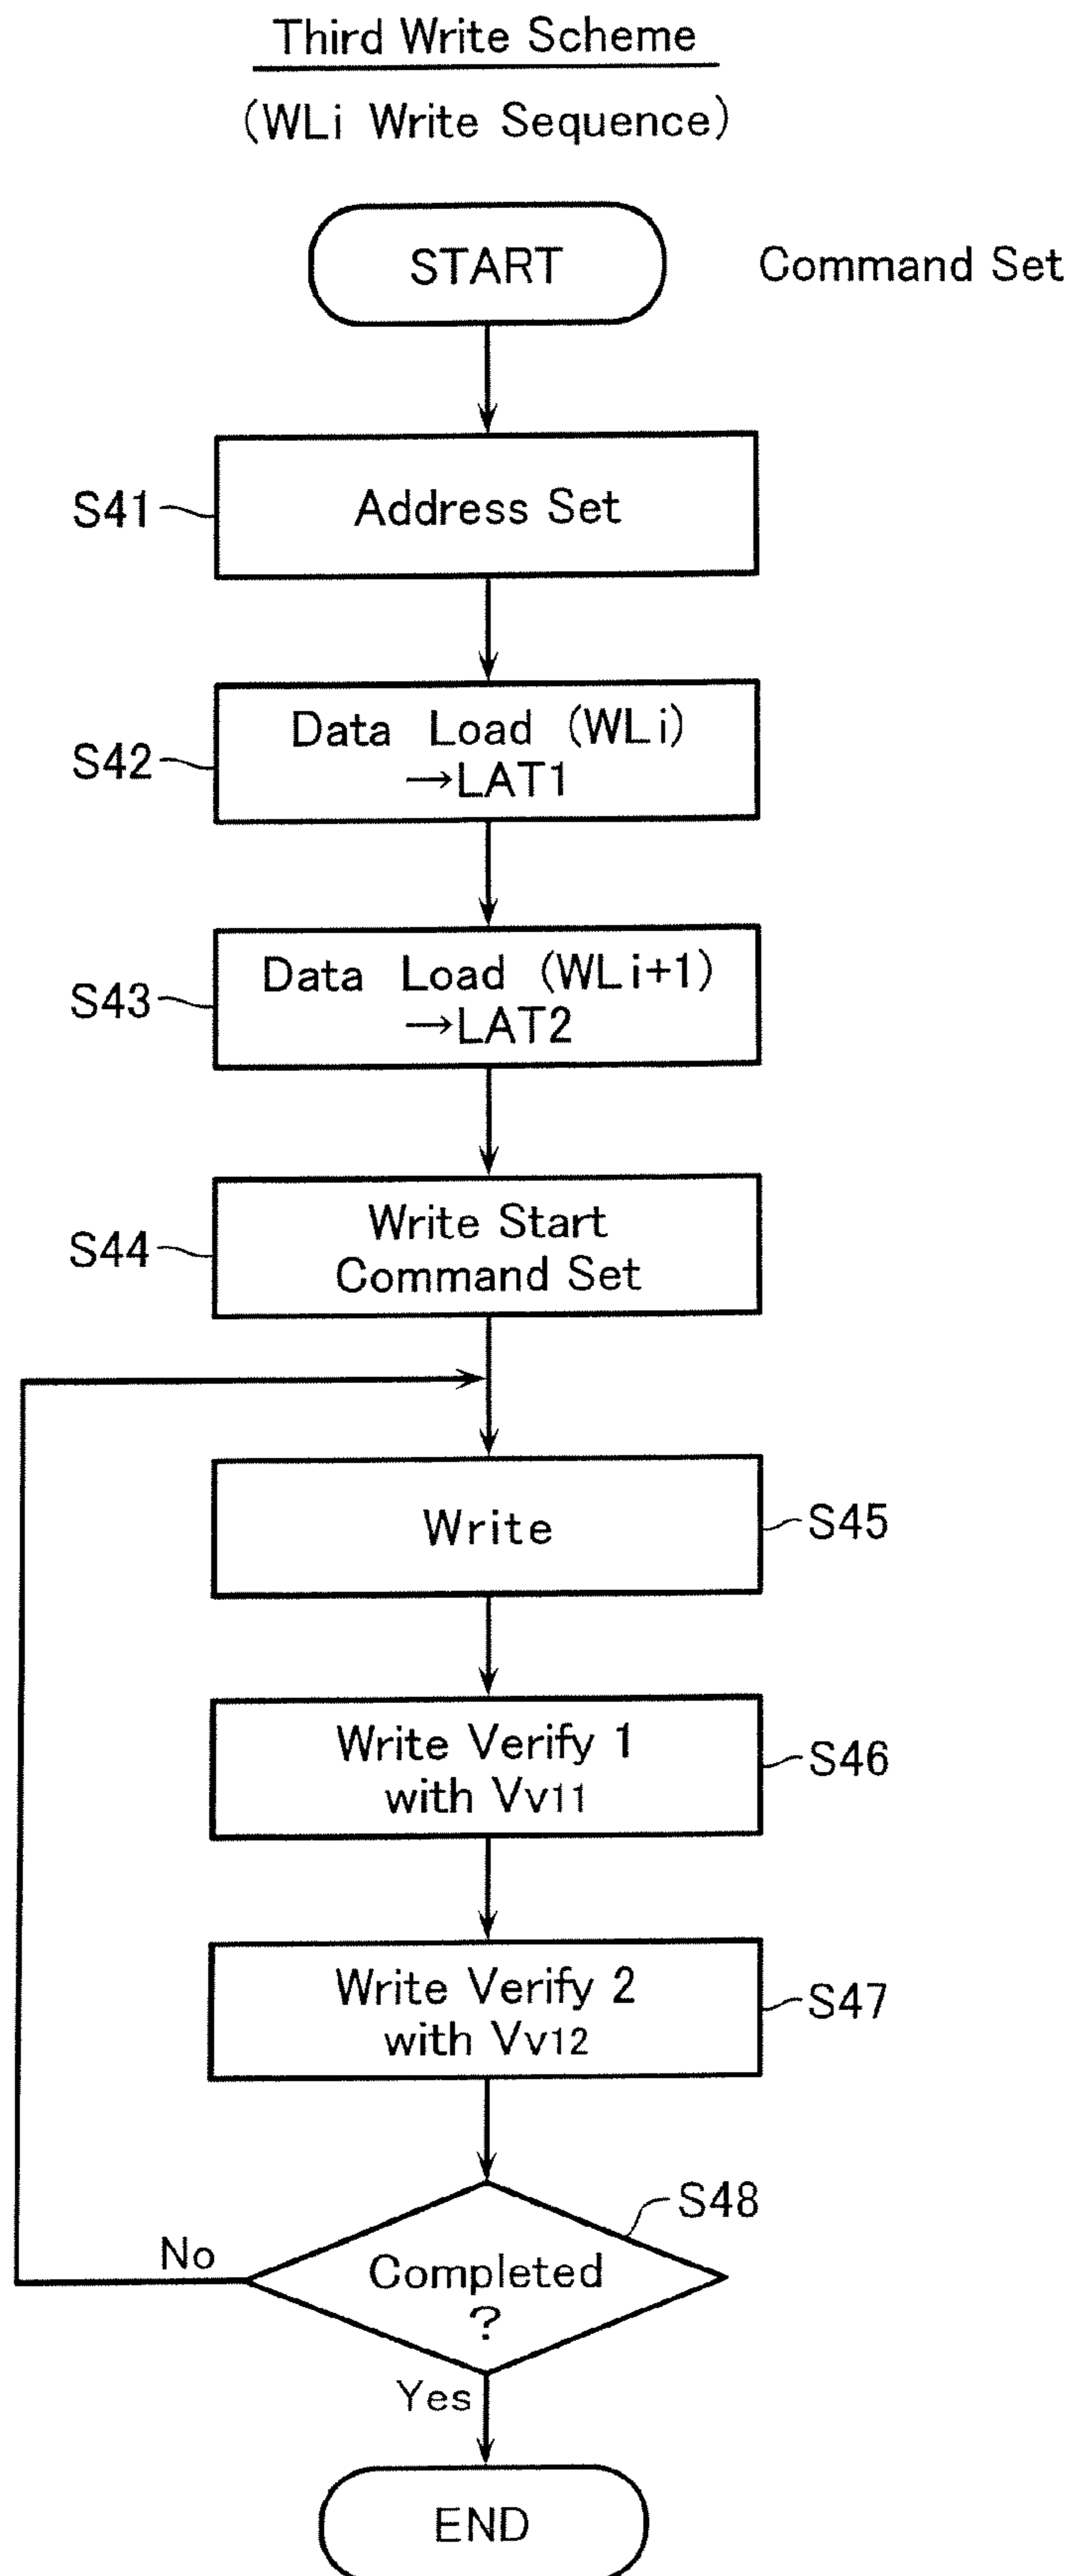 Third Write Scheme
(WLi Write Sequence)
START
Command Set
S41
Address Set
S42
Data Load (WLi)
→LAT1
S43
Data Load (WLi+1)
→LAT2
S44
Write Start
Command Set
Write
S45
Write Verify 1
with Vv11
S46
Write Verify 2
with Vv12
S47
S48
No
Completed
?
Yes
END